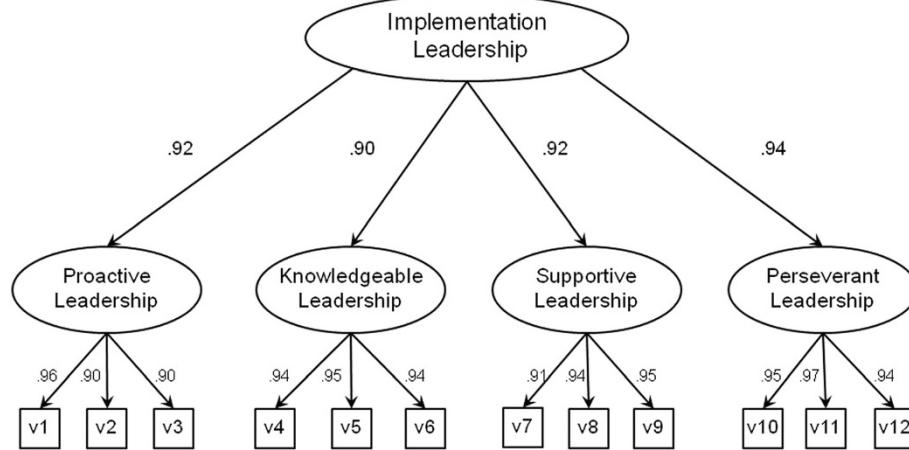 Implementation
Leadership
.92
.90
.92
.94
Proactive
Leadership
Knowledgeable
Leadership
Supportive
Leadership
Perseverant
Leadership
.96
.90
.90
.94
.95
.94
.91
.94
.95
.95
.97
.94
v1
v2
v3
v4
v5
v6
v7
v8
v9
v10
v11
v12